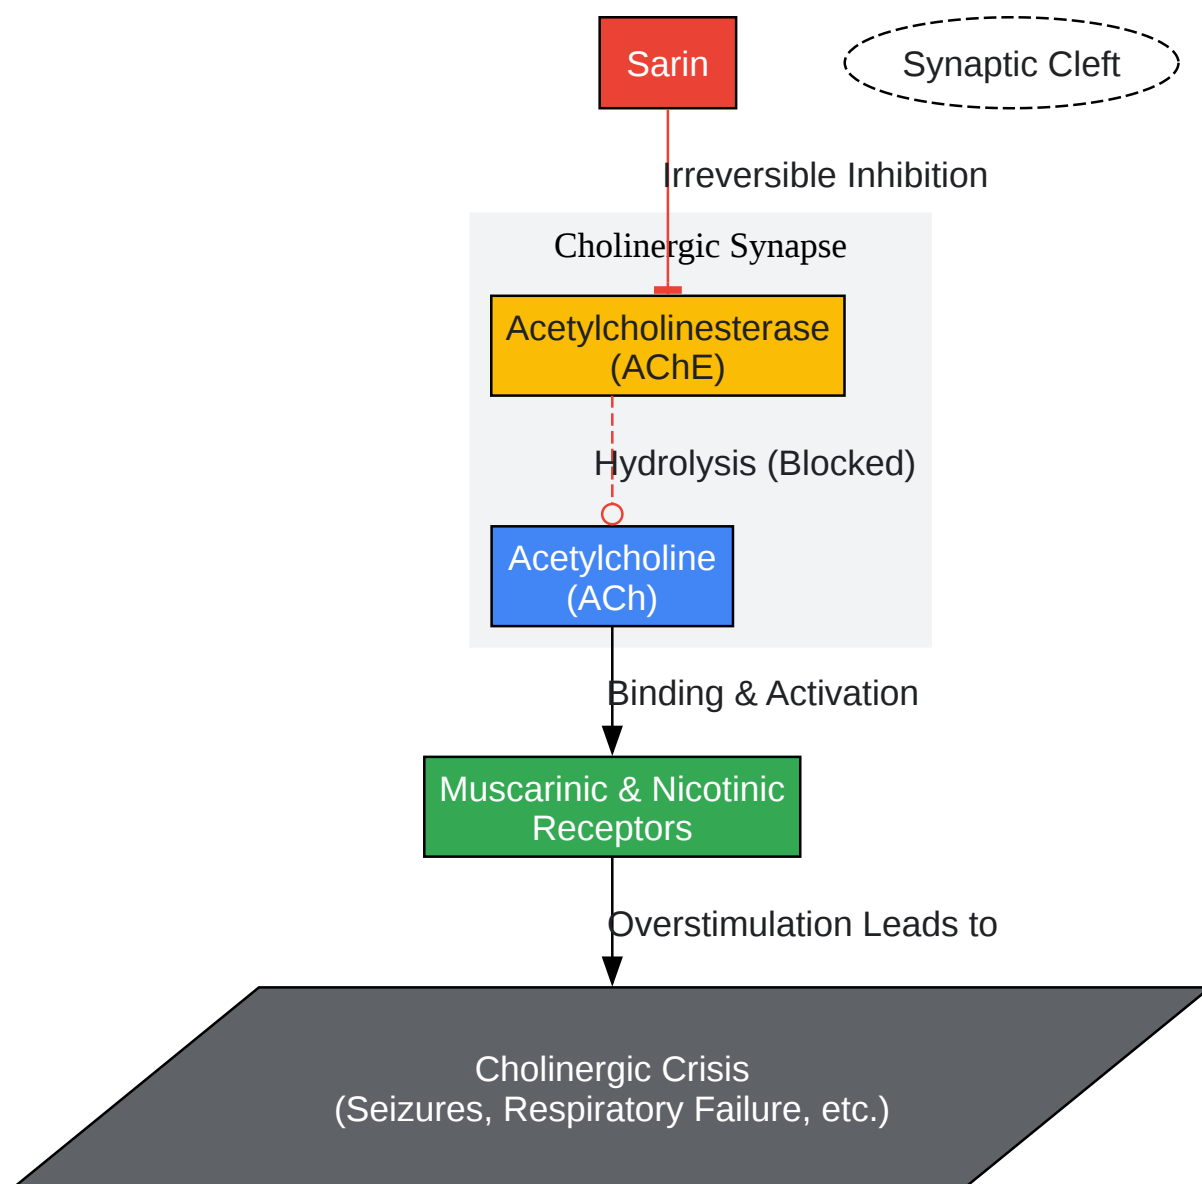 Sarin
Synaptic Cleft
Irreversible Inhibition
Cholinergic Synapse
Acetylcholinesterase
(AChE)
Hydrolysis (Blocked)
Acetylcholine
(ACh)
Binding & Activation
Muscarinic & Nicotinic
Receptors
Overstimulation Leads to
Cholinergic Crisis
(Seizures, Respiratory Failure, etc.)